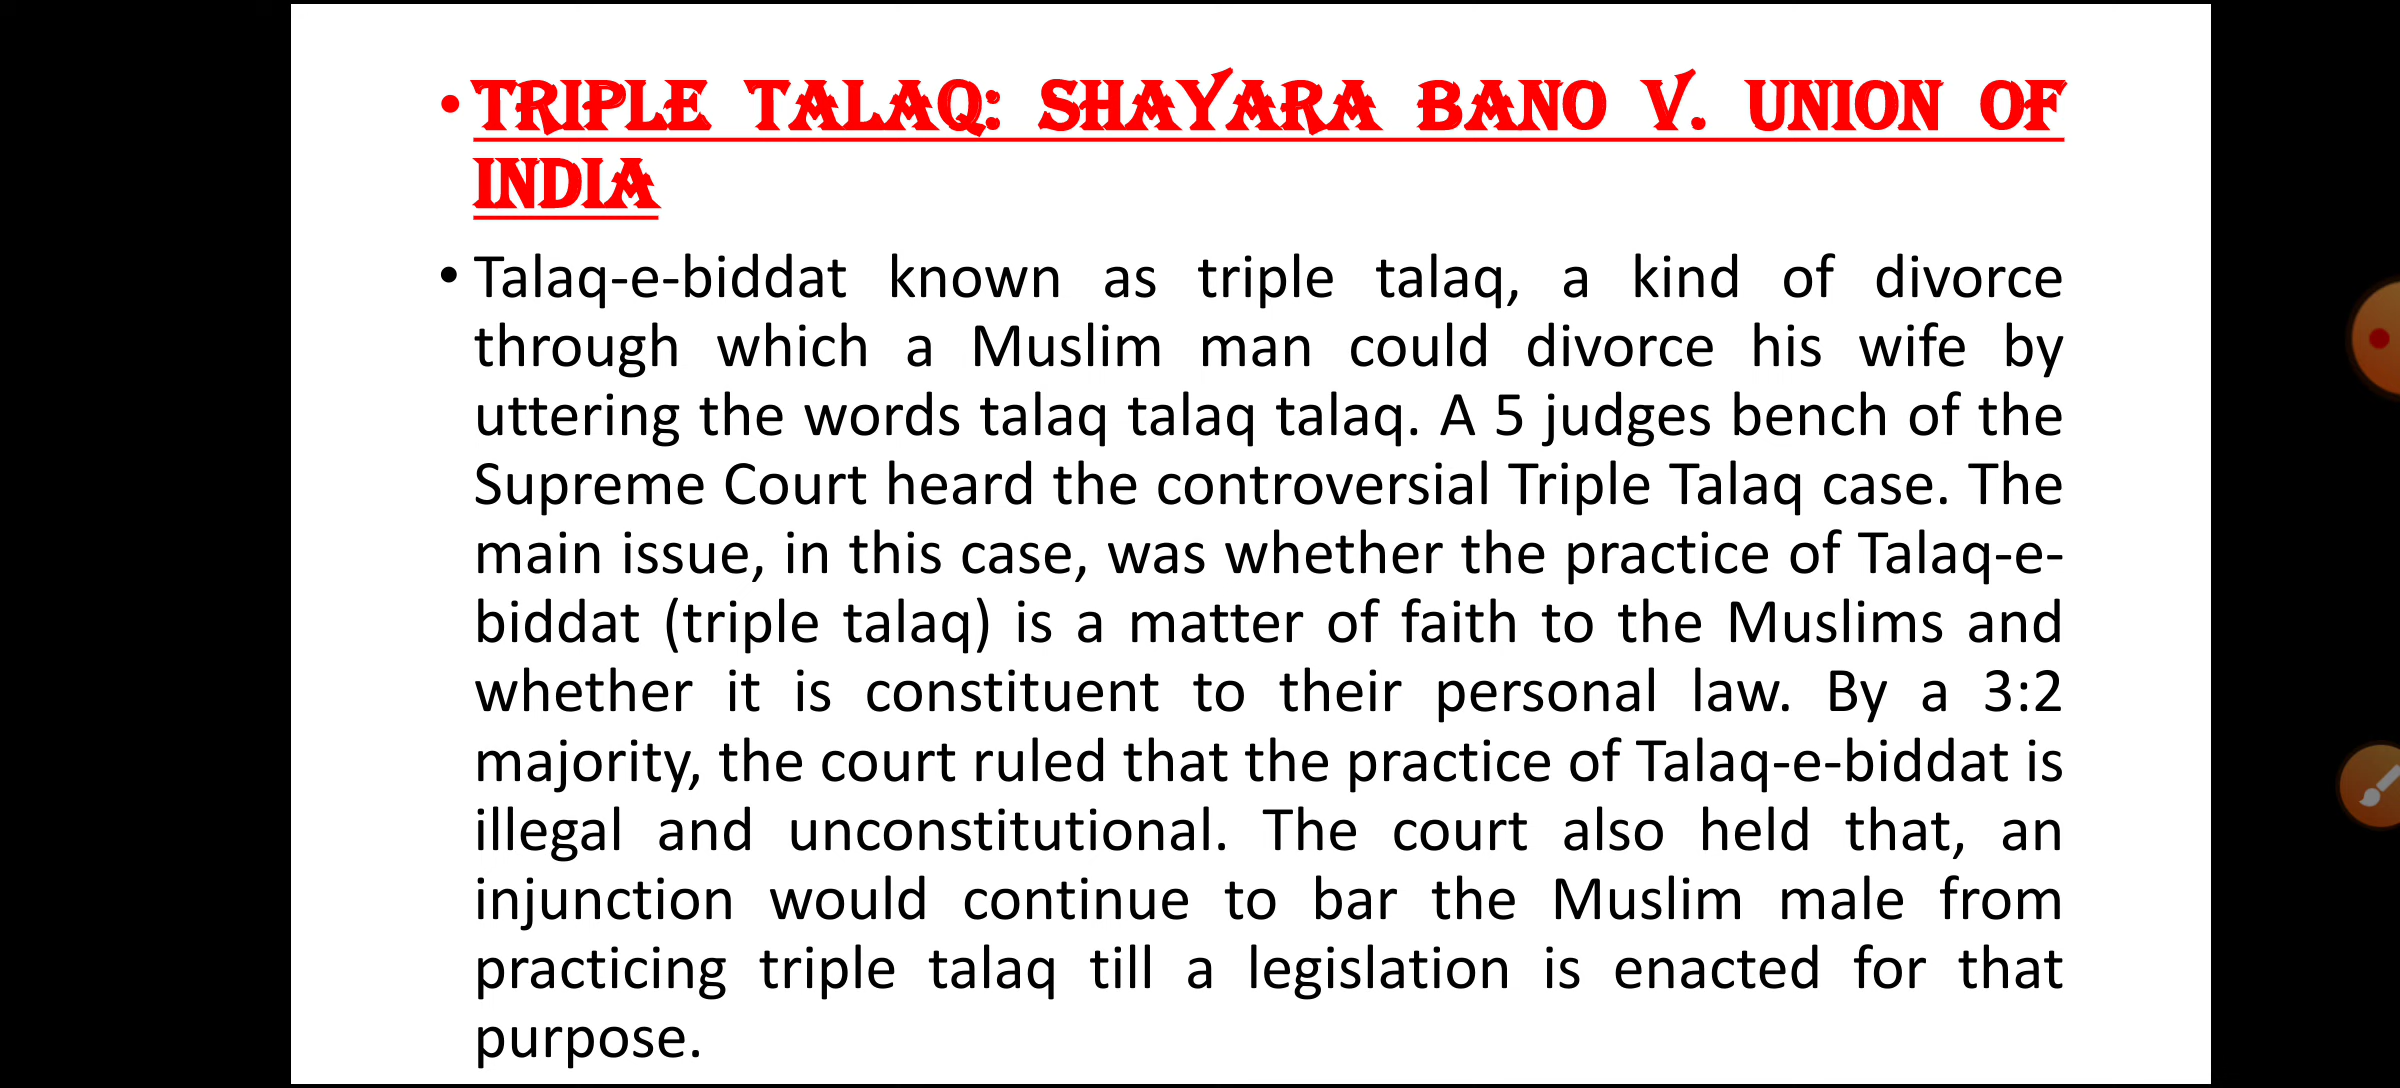 • TRIPLE TALAQ: SHAYARA BANO V. UNION OF
INDIA
• Talaq-e-biddat known as triple talaq, a kind of divorce
through which a Muslim man could divorce his wife by
uttering the words talaq talaq talaq. A 5 judges bench of the
Supreme Court heard the controversial Triple Talaq case. The
main issue, in this case, was whether the practice of Talaq-e-
biddat (triple talaq) is a matter of faith to the Muslims and
whether it is constituent to their personal law. By a 3:2
majority, the court ruled that the practice of Talaq-e-biddat is
illegal and unconstitutional. The court also held that, an
injunction would continue to bar the Muslim male from
practicing triple talaq till a legislation is enacted for that
purpose.